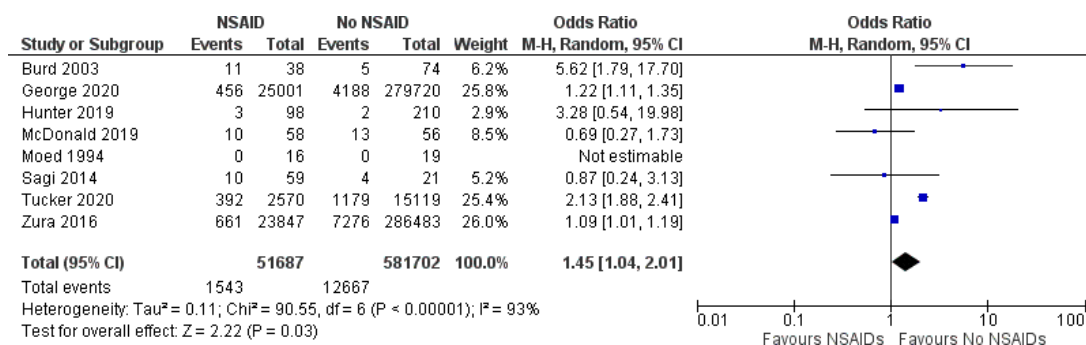 NSAID No NSAID Odds Ratio Odds Ratio
Study or Subgroup Events Total Events Total Weight M-H, Random, 95% CI M-H, Random, 95% CI
Burd 2003 11 38 5 74 6.2% 5.62 [1.79, 17.70]
George 2020 456 25001 4188 279720 25.8% 1.22 [1.11, 1.35]
Hunter 2019 3 98 2 210 2.9% 3.28 [0.54, 19.98]
McDonald 2019 10 58 13 56 8.5% 0.69 [0.27, 1.73]
Moed 1994 0 16 0 19 Not estimable
Sagi 2014 10 59 4 21 5.2% 0.87 [0.24, 3.13]
Tucker 2020 392 2570 1179 15119 25.4% 2.13 [1.88, 2.41]
Zura 2016 661 23847 7276 286483 26.0% 1.09 [1.01, 1.19]
Total (95% CI) 51687 581702 100.0% 1.45 [1.04, 2.01]
Total events 1543 12667
Heterogeneity: Tau² = 0.11; Chi² = 90.55, df = 6 (P < 0.00001); I² = 93%
Test for overall effect: Z = 2.22 (P = 0.03)
0.01 0.1 1 10 100
Favours NSAIDs Favours No NSAIDs